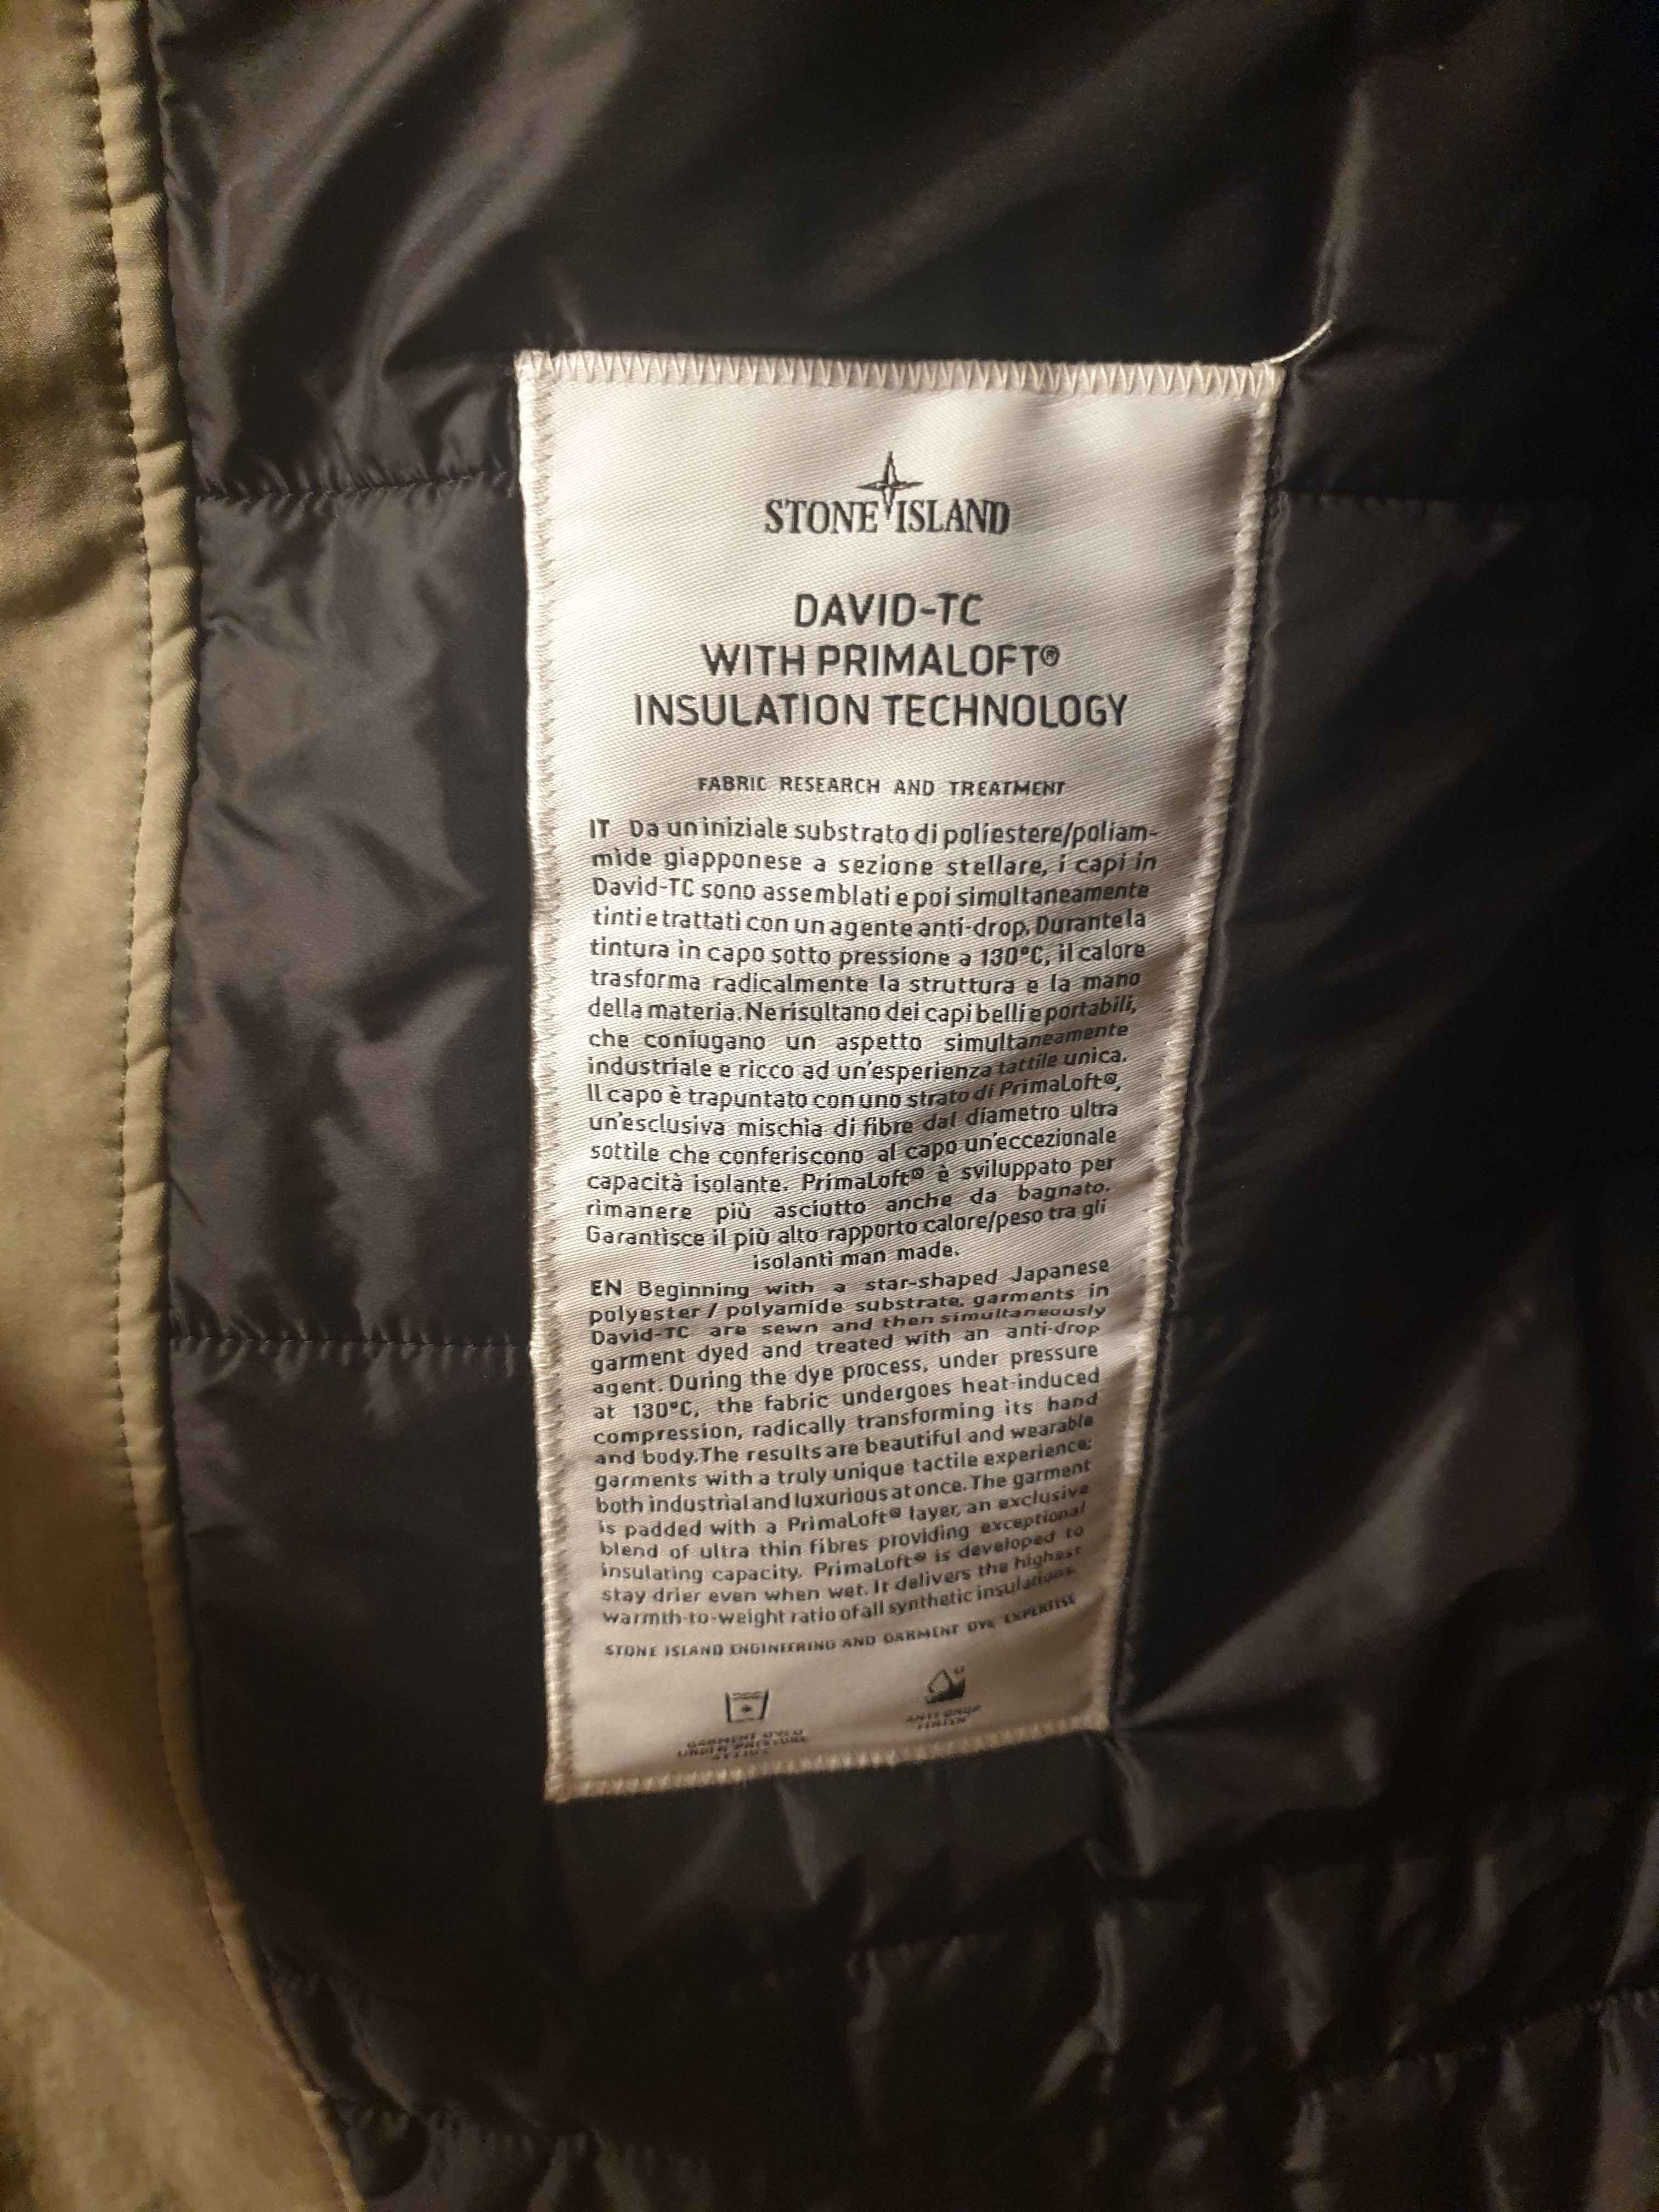 STONE ISLAND
DAVID-TC
WITH PRIMALOFT®
INSULATION TECHNOLOGY
FABRIC RESEARCH AND TREATMENT
IT Da un iniziale substrato di poliestere/poliam-
mide giapponese a sezione stellare, i capi in
David-TC sono assemblati e poi simultaneamente
tinti e trattati con un agente anti-drop. Durante la
tintura in capo sotto pressione a 130°C, il calore
trasforma radicalmente la struttura e la mano
della materia. Ne risultano dei capi belli e portabili,
che coniugano un aspetto simultaneamente
industriale e ricco ad un'esperienza tattile unica.
Il capo è trapuntato con uno strato di PrimaLoft®,
un'esclusiva mischia di fibre dal diametro ultra
sottile che conferiscono al capo un'eccezionale
capacità isolante. PrimaLoft® è sviluppato per
rimanere più asciutto anche da bagnato.
Garantisce il più alto rapporto calore/peso tra gli
isolanti man made.
EN Beginning with a star-shaped Japanese
polyester / polyamide substrate, garments in
David-TC are sewn and then simultaneously
garment dyed and treated with an anti-drop
agent. During the dye process, under pressure
at 130°C, the fabric undergoes heat-induced
compression, radically transforming its hand
and body. The results are beautiful and wearable
garments with a truly unique tactile experience:
both industrial and luxurious at once. The garment
is padded with a PrimaLoft® layer, an exclusive
blend of ultra thin fibres providing exceptional
insulating capacity. PrimaLoft® is developed to
stay drier even when wet. It delivers the highest
warmth-to-weight ratio of all synthetic insulations.
STONE ISLAND ENGINEERING AND GARMENT DYE EXPERTISE
GARMENT DYED
UNDER PRESSURE
ANTI-DROP
FINISH